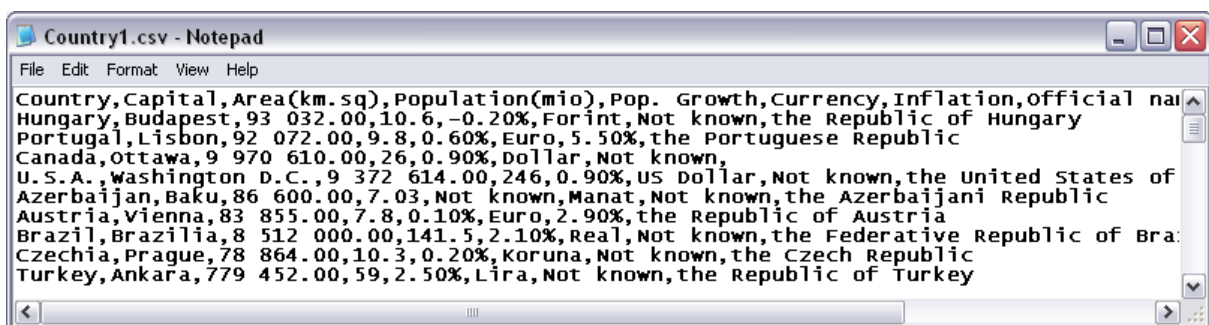 Country1.csv - Notepad
File Edit Format View Help
Country,Capital,Area(km.sq),Population(mio),Pop. Growth,Currency,Inflation,Official
Hungary,Budapest,93 032.00,10.6,-0.20%,Forint,Not known,the Republic of Hungary
Portugal,Lisbon,92 072.00,9.8,0.60%,Euro,5.50%,the Portuguese Republic
Canada,Ottawa,9 970 610.00,26,0.90%,Dollar,Not known,
U.S.A.,Washington D.C.,9 372 614.00,246,0.90%,US Dollar,Not known,the United States of
Azerbaijan,Baku,86 600.00,7.03,Not known,Manat,Not known,the Azerbaijani Republic
Austria,Vienna,83 855.00,7.8,0.10%,Euro,2.90%,the Republic of Austria
Brazil,Brazilia,8 512 000.00,141.5,2.10%,Real,Not known,the Federative Republic of
Czechia,Prague,78 864.00,10.3,0.20%,Koruna,Not known,the Czech Republic
Turkey,Ankara,779 452.00,59,2.50%,Lira,Not known,the Republic of Turkey